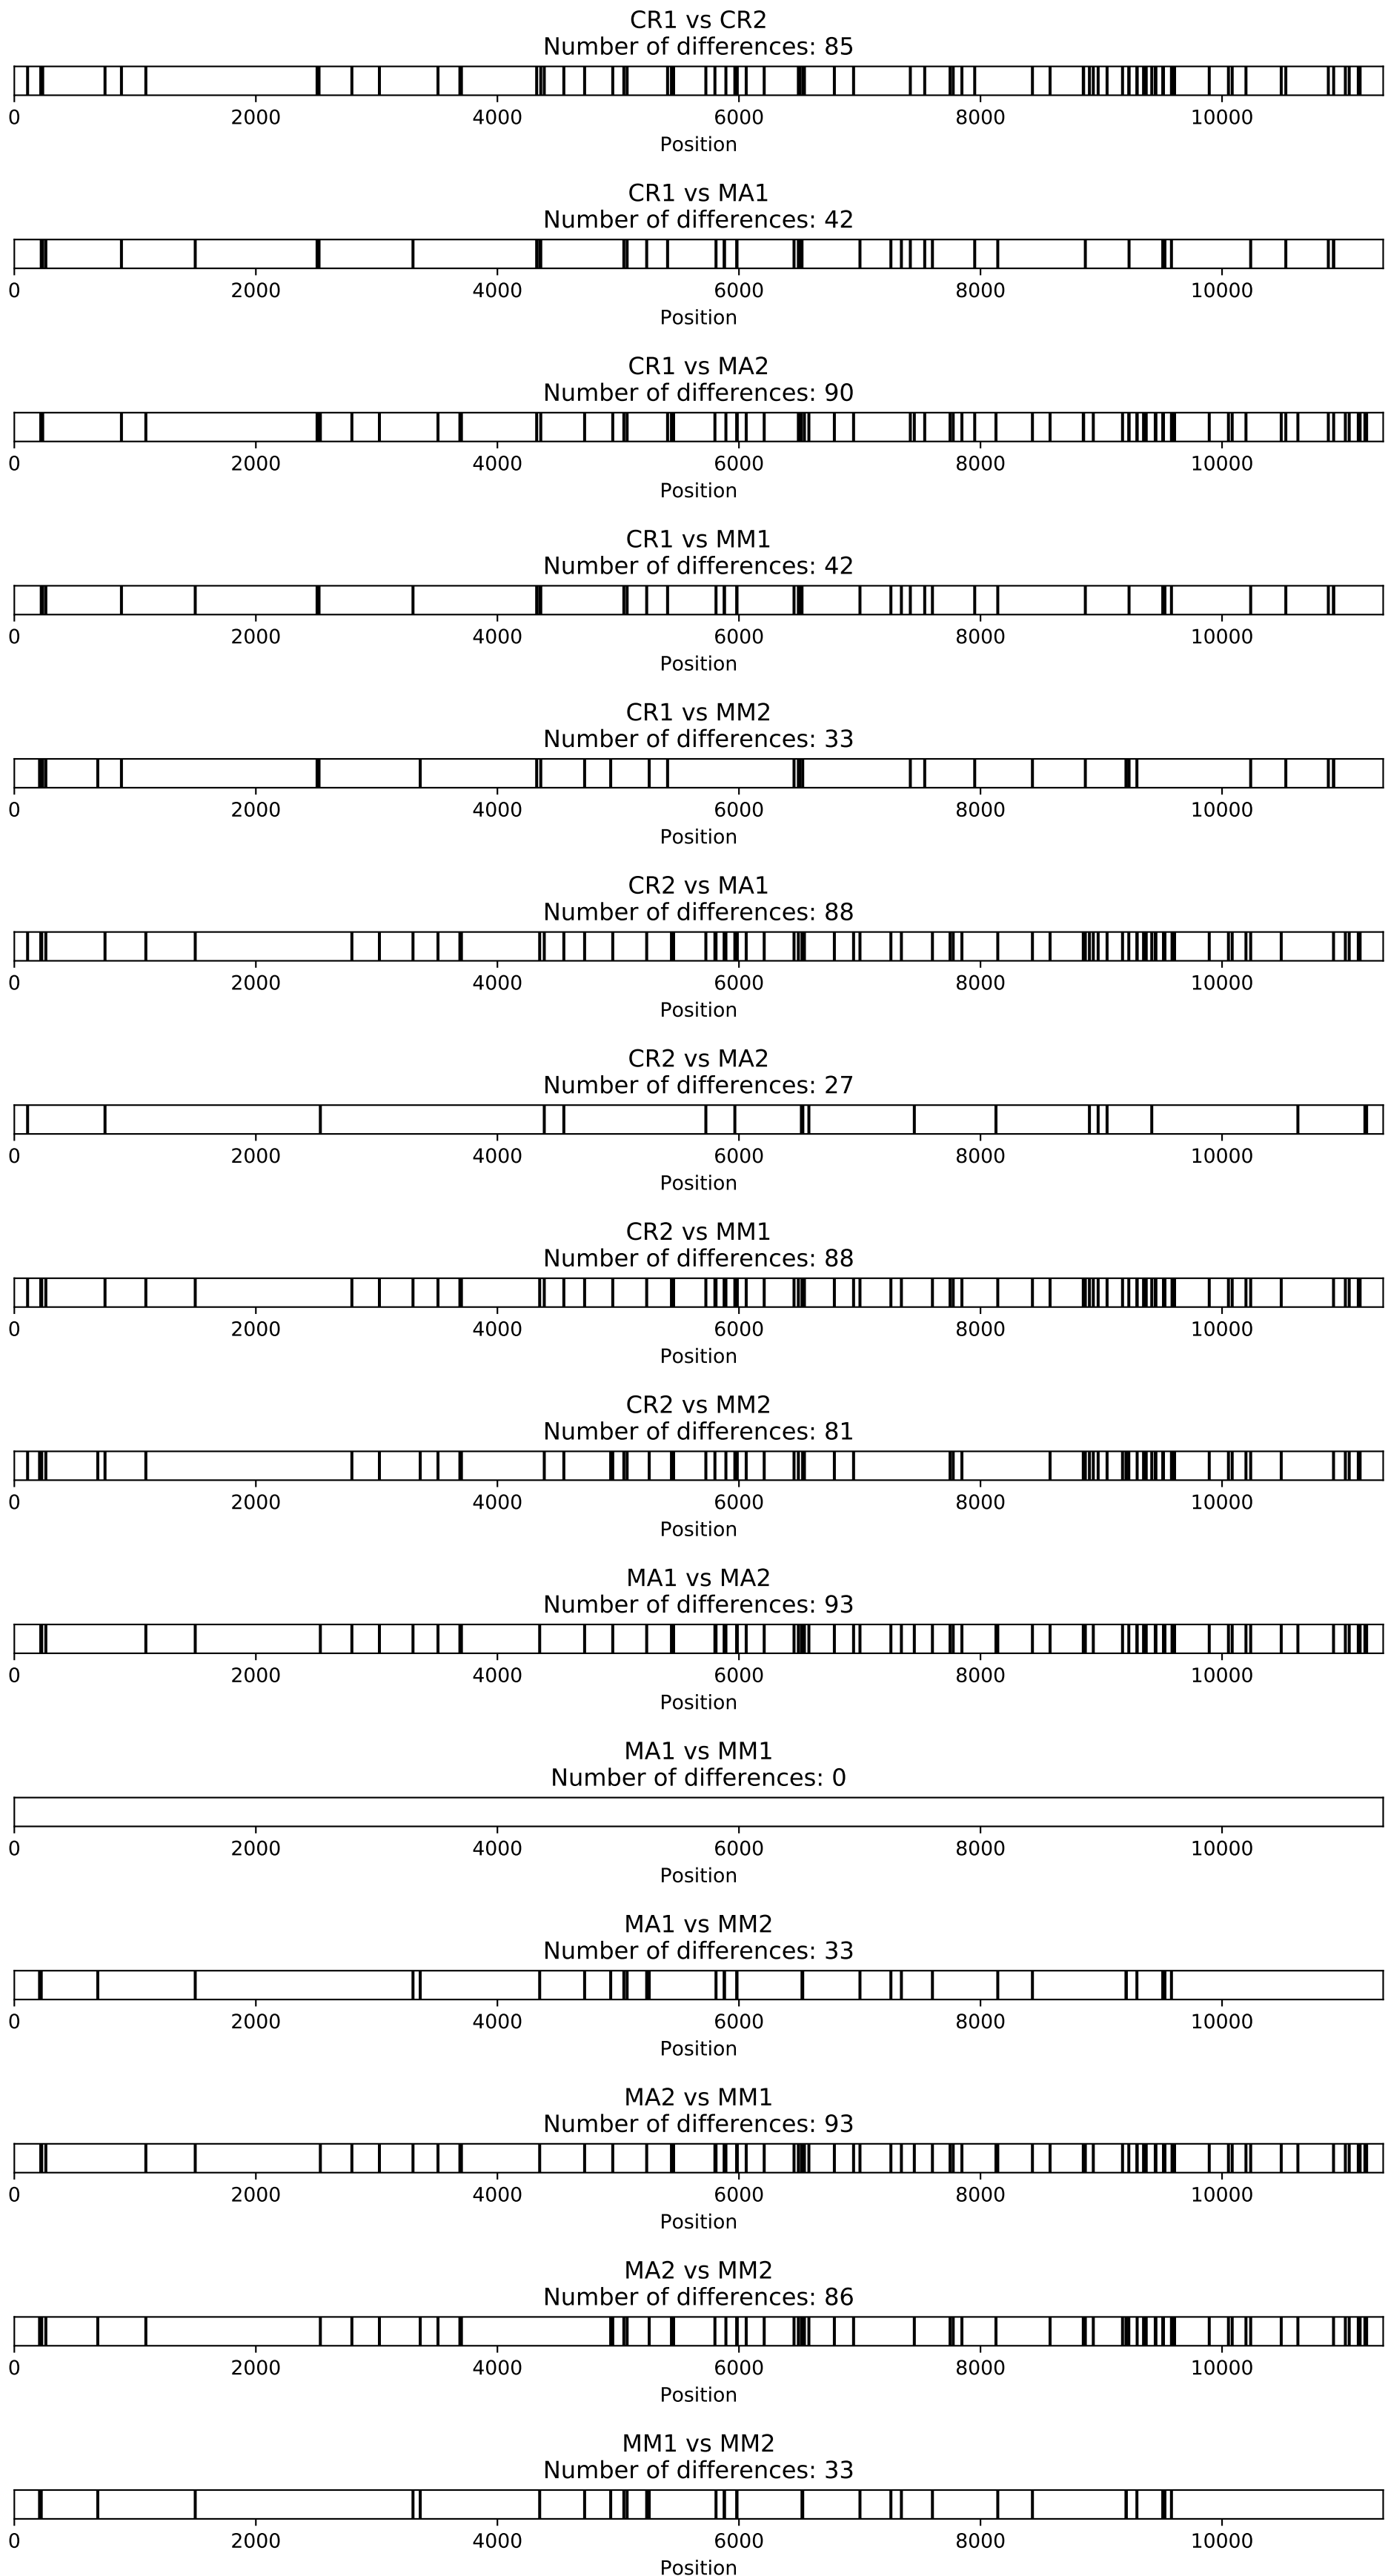 CR1 vs CR2
Number of differences: 85
0 2000 4000 6000 8000 10000
Position
CR1 vs MA1
Number of differences: 42
0 2000 4000 6000 8000 10000
Position
CR1 vs MA2
Number of differences: 90
0 2000 4000 6000 8000 10000
Position
CR1 vs MM1
Number of differences: 42
0 2000 4000 6000 8000 10000
Position
CR1 vs MM2
Number of differences: 33
0 2000 4000 6000 8000 10000
Position
CR2 vs MA1
Number of differences: 88
0 2000 4000 6000 8000 10000
Position
CR2 vs MA2
Number of differences: 27
0 2000 4000 6000 8000 10000
Position
CR2 vs MM1
Number of differences: 88
0 2000 4000 6000 8000 10000
Position
CR2 vs MM2
Number of differences: 81
0 2000 4000 6000 8000 10000
Position
MA1 vs MA2
Number of differences: 93
0 2000 4000 6000 8000 10000
Position
MA1 vs MM1
Number of differences: 0
0 2000 4000 6000 8000 10000
Position
MA1 vs MM2
Number of differences: 33
0 2000 4000 6000 8000 10000
Position
MA2 vs MM1
Number of differences: 93
0 2000 4000 6000 8000 10000
Position
MA2 vs MM2
Number of differences: 86
0 2000 4000 6000 8000 10000
Position
MM1 vs MM2
Number of differences: 33
0 2000 4000 6000 8000 10000
Position